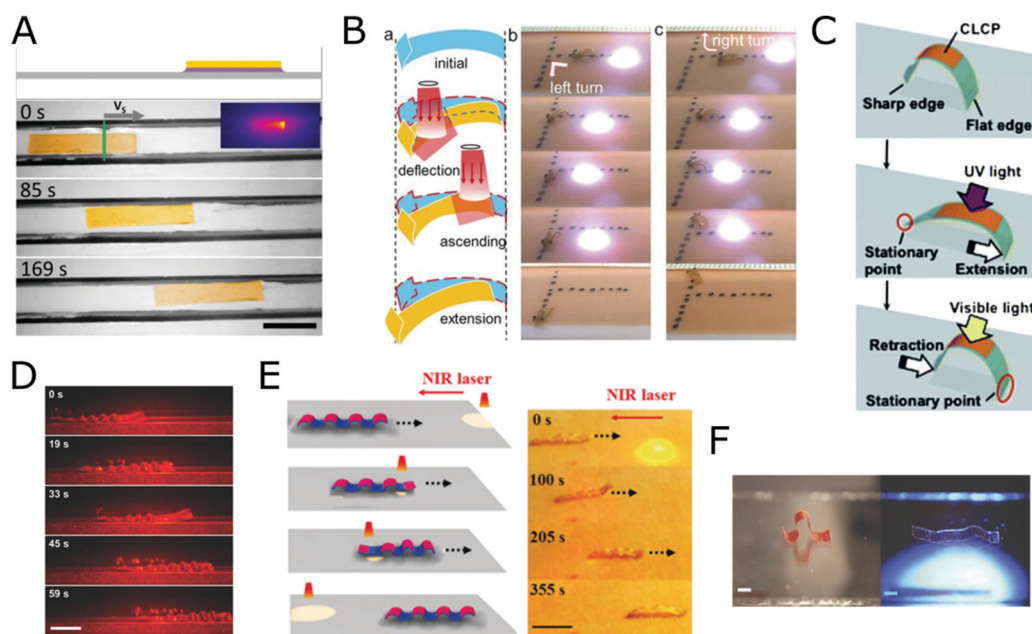 A
0 s
Vs
85 s
169 s
B
a
initial
deflection
ascending
extension
b
left turn
c
right turn
C
CLCP
Sharp edge
Flat edge
UV light
Stationary
point
Extension
Visible light
Retraction
Stationary point
D
0 s
19 s
33 s
45 s
59 s
E
NIR laser
NIR laser
0 s
100 s
205 s
355 s
F